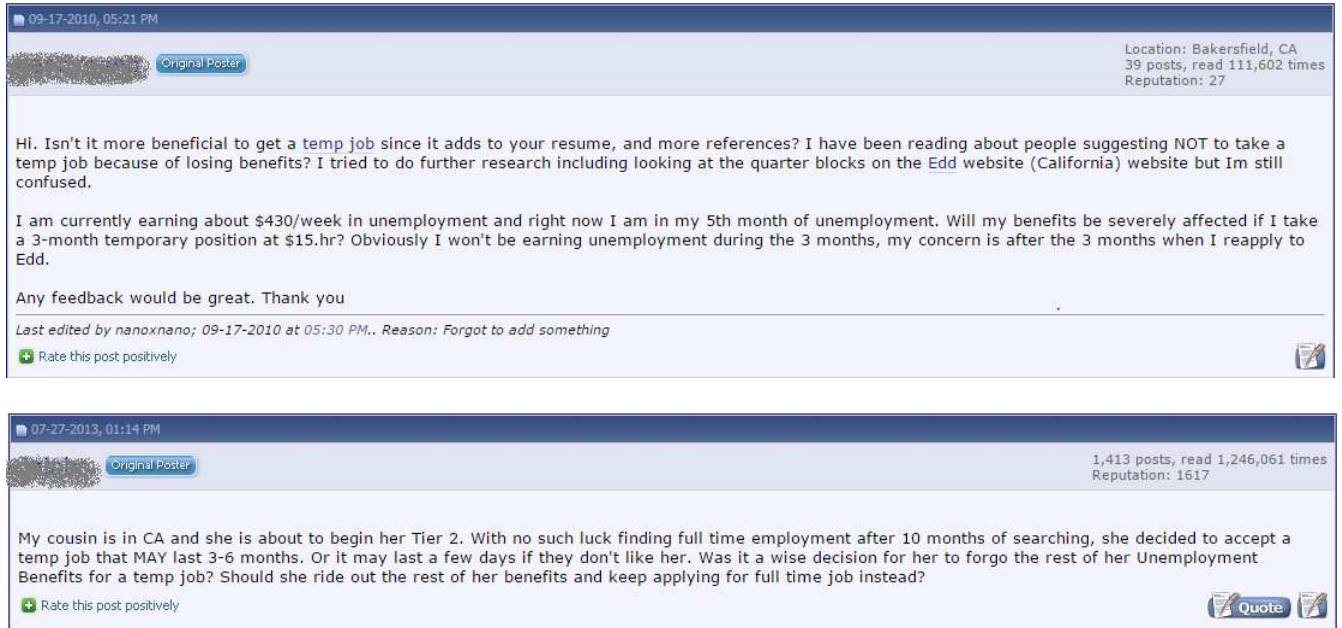 09-17-2010, 05:21 PM
Original Poster
Location: Bakersfield, CA
39 posts, read 111,602 times
Reputation: 27
Hi. Isn't it more beneficial to get a temp job since it adds to your resume, and more references? I have been reading about people suggesting NOT to take a
temp job because of losing benefits? I tried to do further research including looking at the quarter blocks on the Edd website (California) website but Im still
confused.
I am currently earning about $430/week in unemployment and right now I am in my 5th month of unemployment. Will my benefits be severely affected if I take
a 3-month temporary position at $15.hr? Obviously I won't be earning unemployment during the 3 months, my concern is after the 3 months when I reapply to
Edd.
Any feedback would be great. Thank you
Last edited by nanoxnano; 09-17-2010 at 05:30 PM.. Reason: Forgot to add something
Rate this post positively
07-27-2013, 01:14 PM
Original Poster
1,413 posts, read 1,246,061 times
Reputation: 1617
My cousin is in CA and she is about to begin her Tier 2. With no such luck finding full time employment after 10 months of searching, she decided to accept a
temp job that MAY last 3-6 months. Or it may last a few days if they don't like her. Was it a wise decision for her to forgo the rest of her Unemployment
Benefits for a temp job? Should she ride out the rest of her benefits and keep applying for full time job instead?
Rate this post positively
Quote